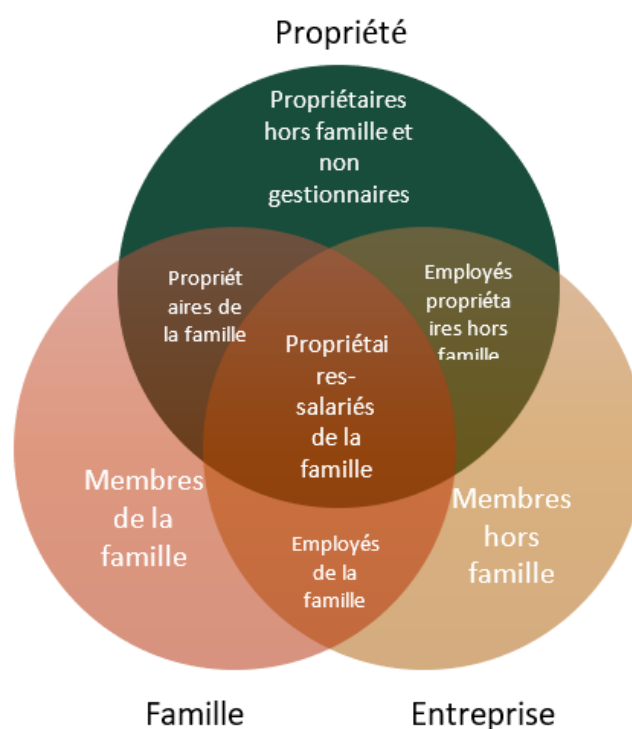 Propriété
Propriétaires
hors famille et
non
gestionnaires
Propriét
aires de
la famille
Employés
propriéta
ires hors
famille
Propriétai
res-
salariés
de la
famille
Membres
de la
famille
Employés
de la
famille
Membres
hors
famille
Famille
Entreprise